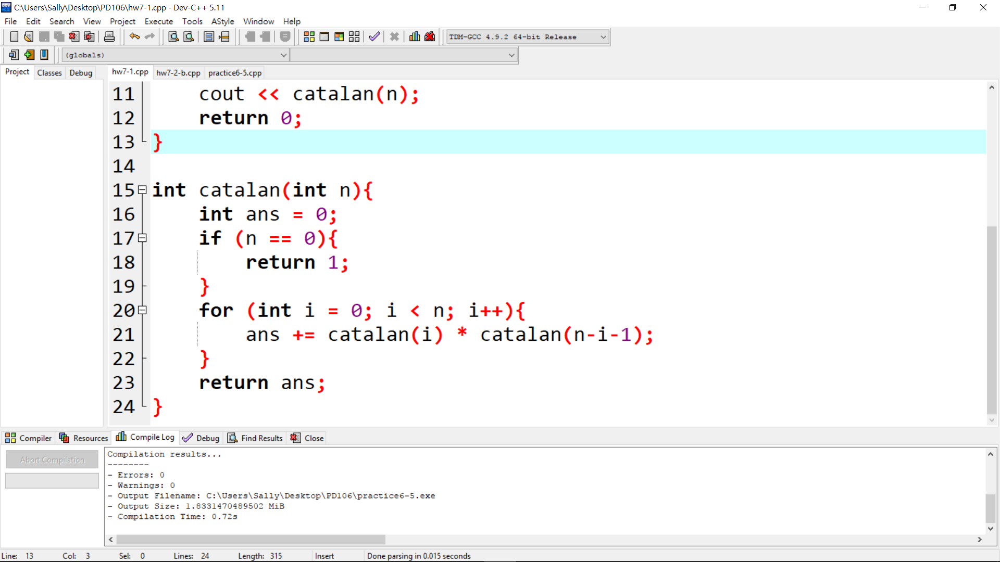 C:\Users\Sally\Desktop\PD106\hw7-1.cpp - Dev-C++ 5.11
File Edit Search View Project Execute Tools AStyle Window Help
TDM-GCC 4.9.2 64-bit Release
(globals)
Project Classes Debug
hw7-1.cpp hw7-2-b.cpp practice6-5.cpp
11 cout << catalan(n);
12 return 0;
13 }
14
15 int catalan(int n){
16 int ans = 0;
17 if (n == 0){
18 return 1;
19 }
20 for (int i = 0; i < n; i++){
21 ans += catalan(i) * catalan(n-i-1);
22 }
23 return ans;
24 }
Compiler Resources Compile Log Debug Find Results Close
Abort Compilation
Compilation results...
--------
- Errors: 0
- Warnings: 0
- Output Filename: C:\Users\Sally\Desktop\PD106\practice6-5.exe
- Output Size: 1.8331470489502 MiB
- Compilation Time: 0.72s
Line: 13 Col: 3 Sel: 0 Lines: 24 Length: 315 Insert Done parsing in 0.015 seconds